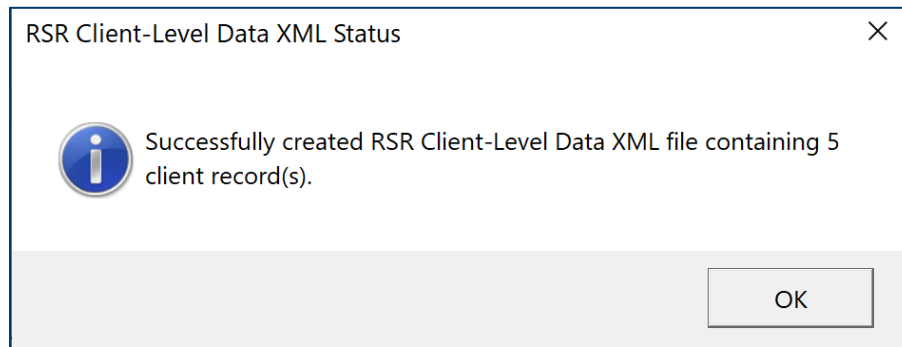 RSR Client-Level Data XML Status
Successfully created RSR Client-Level Data XML file containing 5
client record(s).
OK